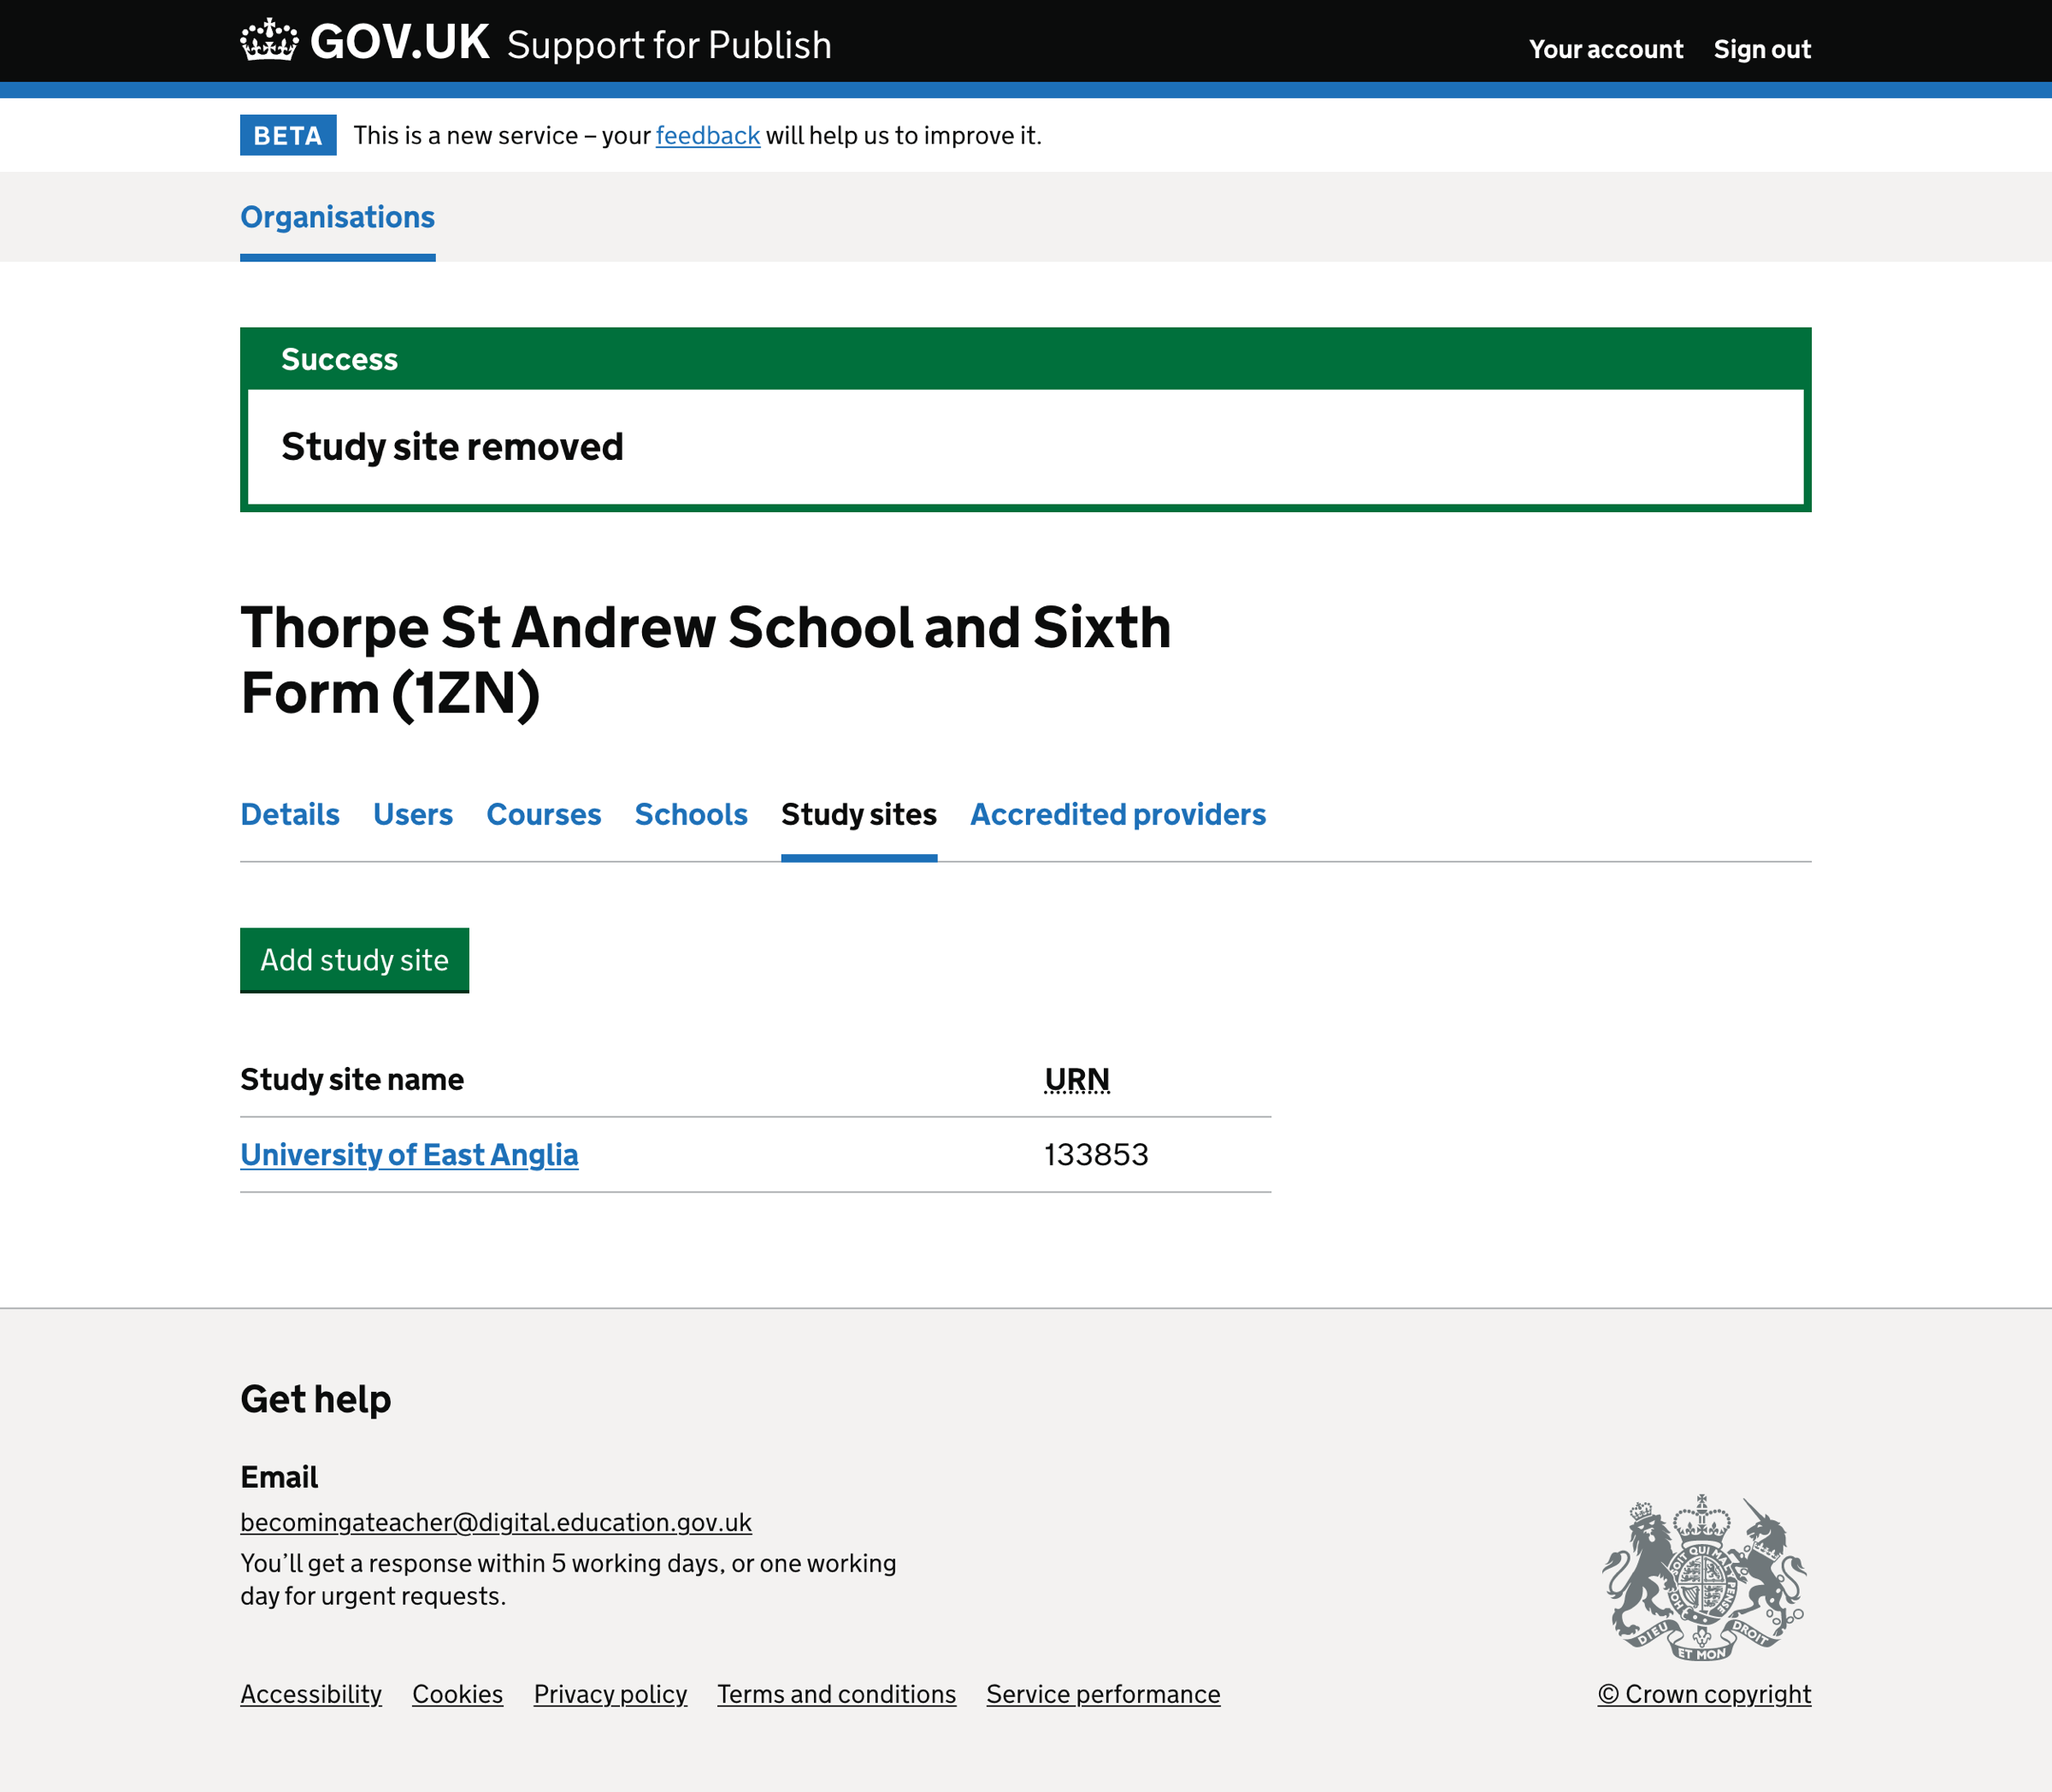 GOV.UK Support for Publish
Your account Sign out
BETA This is a new service – your feedback will help us to improve it.
Organisations
Success
Study site removed
Thorpe St Andrew School and Sixth
Form (1ZN)
Details Users Courses Schools Study sites Accredited providers
Add study site
Study site name URN
University of East Anglia 133853
Get help
Email
becomingateacher@digital.education.gov.uk
You’ll get a response within 5 working days, or one working
day for urgent requests.
DIEU ET MON DROIT
Accessibility Cookies Privacy policy Terms and conditions Service performance
© Crown copyright